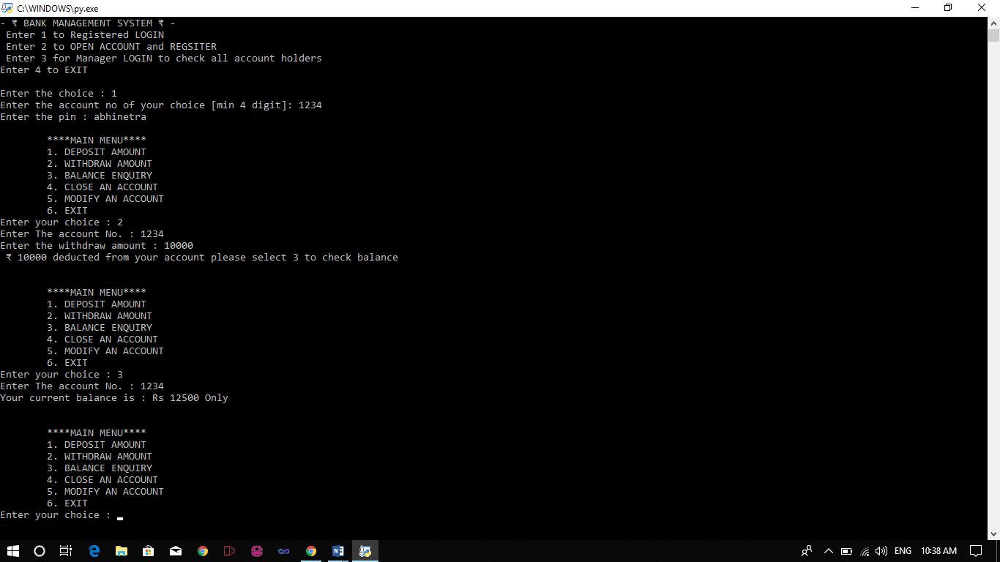 C:\WINDOWS\py.exe
- ₹ BANK MANAGEMENT SYSTEM ₹ -
Enter 1 to Registered LOGIN
Enter 2 to OPEN ACCOUNT and REGSITER
Enter 3 for Manager LOGIN to check all account holders
Enter 4 to EXIT
Enter the choice : 1
Enter the account no of your choice [min 4 digit]: 1234
Enter the pin : abhinetra
****MAIN MENU****
1. DEPOSIT AMOUNT
2. WITHDRAW AMOUNT
3. BALANCE ENQUIRY
4. CLOSE AN ACCOUNT
5. MODIFY AN ACCOUNT
6. EXIT
Enter your choice : 2
Enter The account No. : 1234
Enter the withdraw amount : 10000
₹ 10000 deducted from your account please select 3 to check balance
****MAIN MENU****
1. DEPOSIT AMOUNT
2. WITHDRAW AMOUNT
3. BALANCE ENQUIRY
4. CLOSE AN ACCOUNT
5. MODIFY AN ACCOUNT
6. EXIT
Enter your choice : 3
Enter The account No. : 1234
Your current balance is : Rs 12500 Only
****MAIN MENU****
1. DEPOSIT AMOUNT
2. WITHDRAW AMOUNT
3. BALANCE ENQUIRY
4. CLOSE AN ACCOUNT
5. MODIFY AN ACCOUNT
6. EXIT
Enter your choice :
ENG 10:38 AM